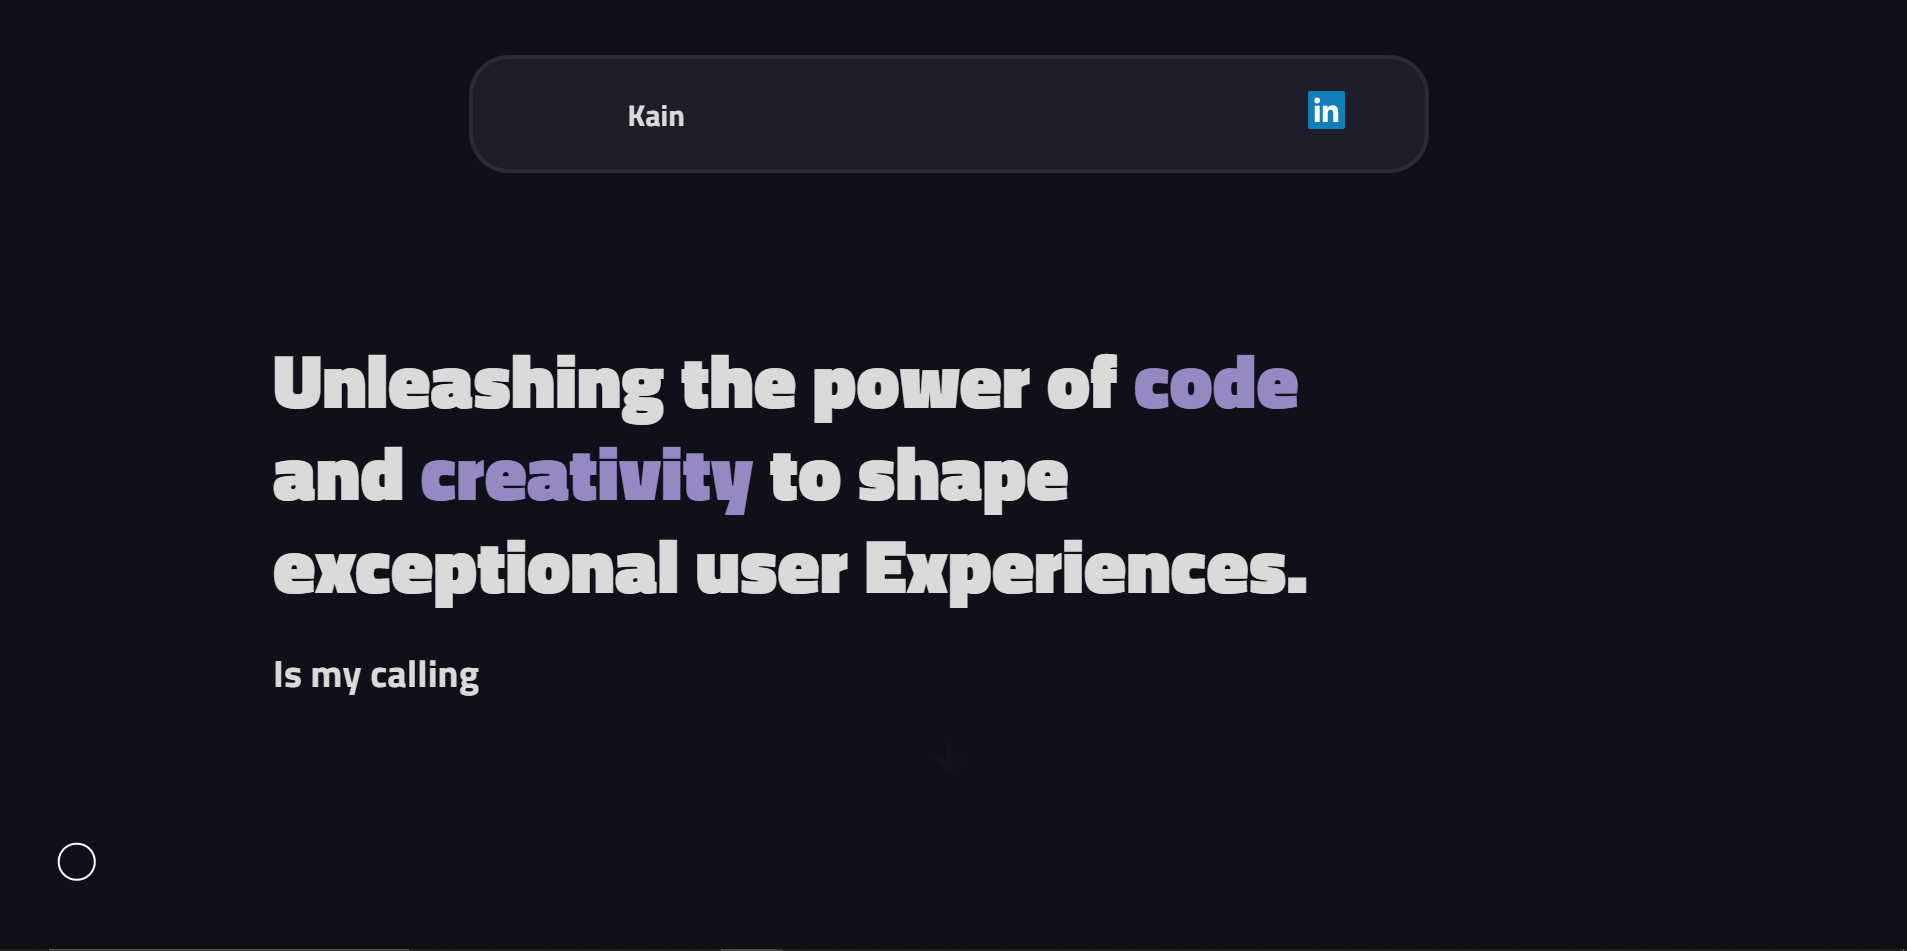 Kain
in
Unleashing the power of code
and creativity to shape
exceptional user Experiences.
Is my calling